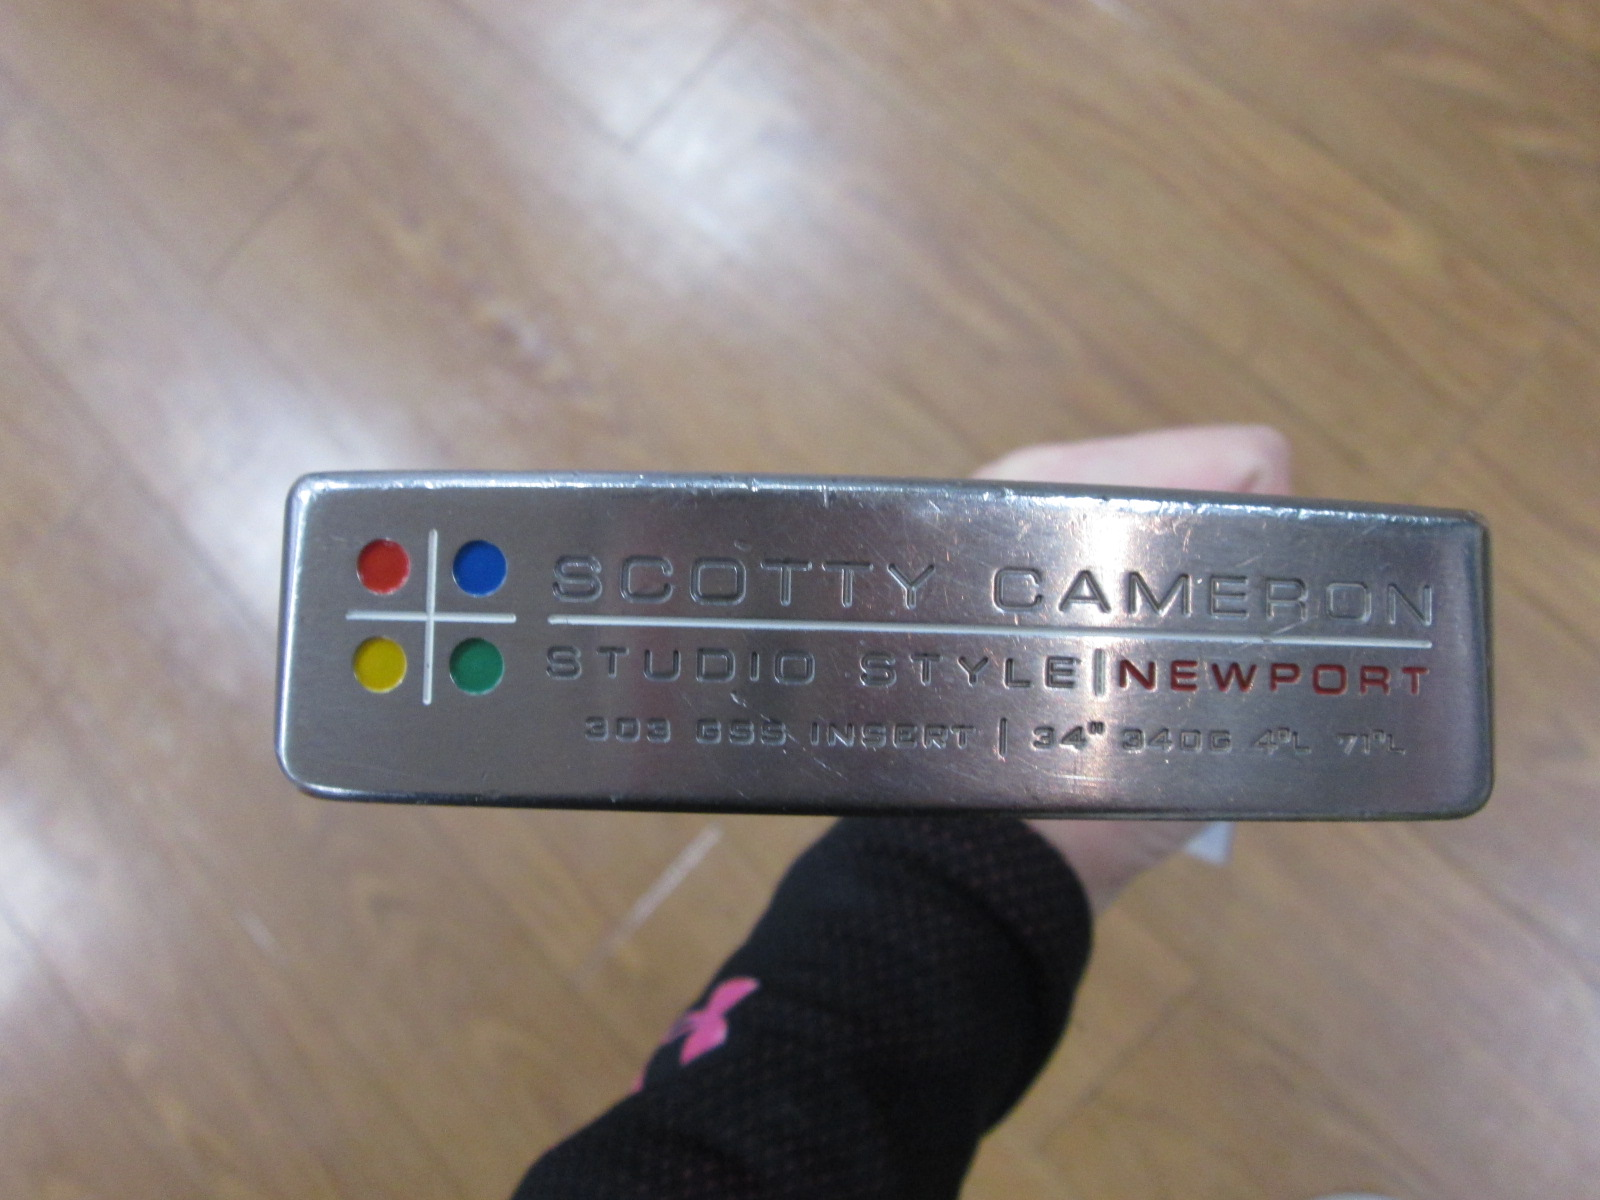 SCOTTY CAMERON
STUDIO STYLE|NEWPORT
303 GSS INSERT | 34" 340G 4°L 71°L